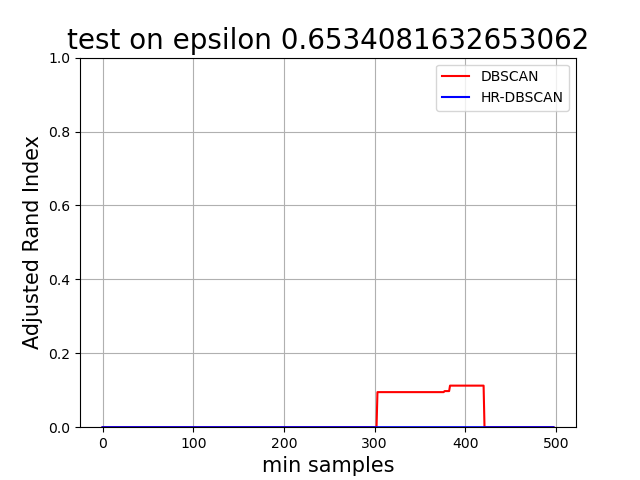 test on epsilon 0.6534081632653062
DBSCAN
HR-DBSCAN
Adjusted Rand Index
1.0
0.8
0.6
0.4
0.2
0.0
0 100 200 300 400 500
min samples